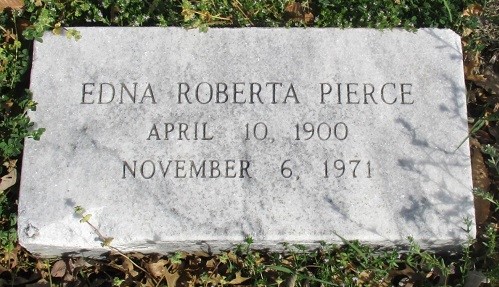 EDNA ROBERTA PIERCE
APRIL 10, 1900
NOVEMBER 6, 1971